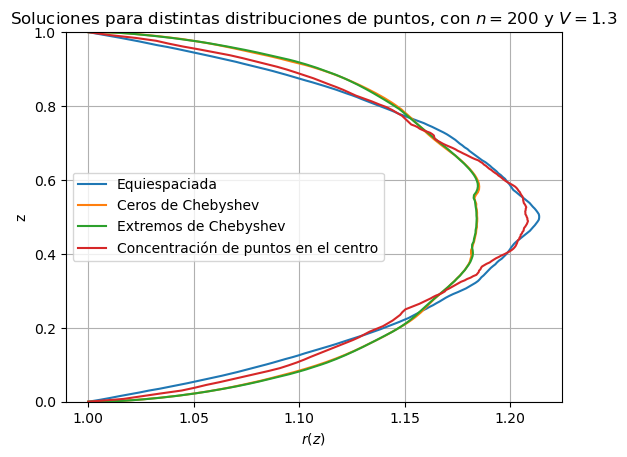 Soluciones para distintas distribuciones de puntos, con n = 200 y V = 1.3
1.0
0.8
0.6
0.4
0.2
0.0
z
Equiespaciada
Ceros de Chebyshev
Extremos de Chebyshev
Concentración de puntos en el centro
1.00 1.05 1.10 1.15 1.20
r(z)